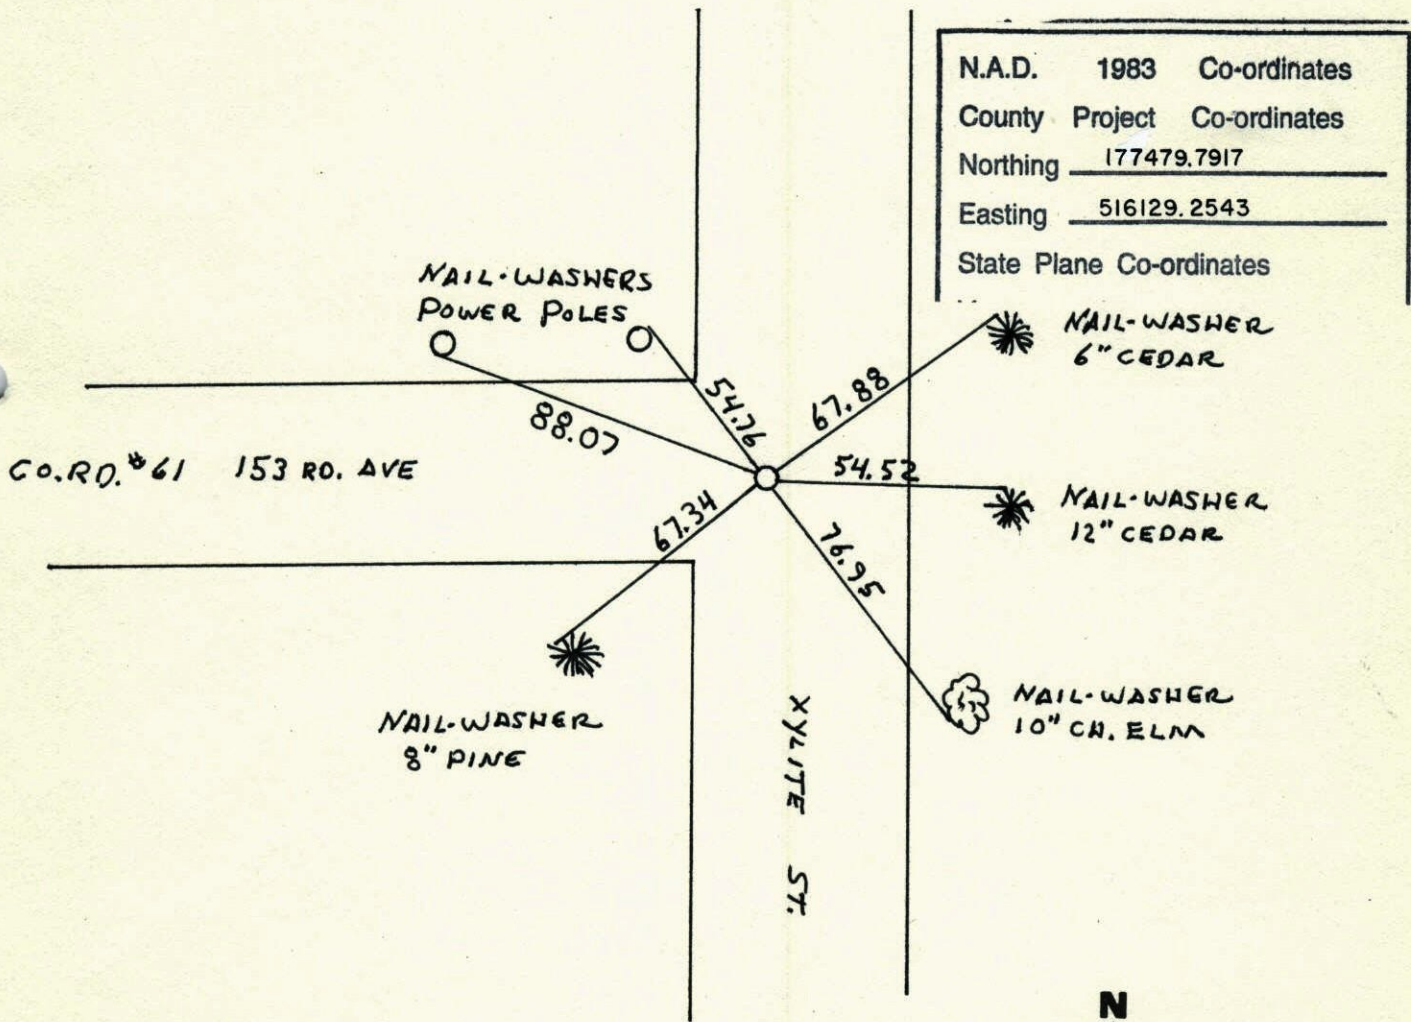 N.A.D. 1983 Co-ordinates
County Project Co-ordinates
Northing 177479.7917
Easting 516129.2543
State Plane Co-ordinates
NAIL-WASHERS
POWER POLES
NAIL-WASHER
6" CEDAR
54.76
67.88
88.07
CO.RD.#61 153 RD. AVE
54.52
NAIL-WASHER
12" CEDAR
67.34
76.95
NAIL-WASHER
8" PINE
NAIL-WASHER
10" CH. ELM
XYLITE ST.
N